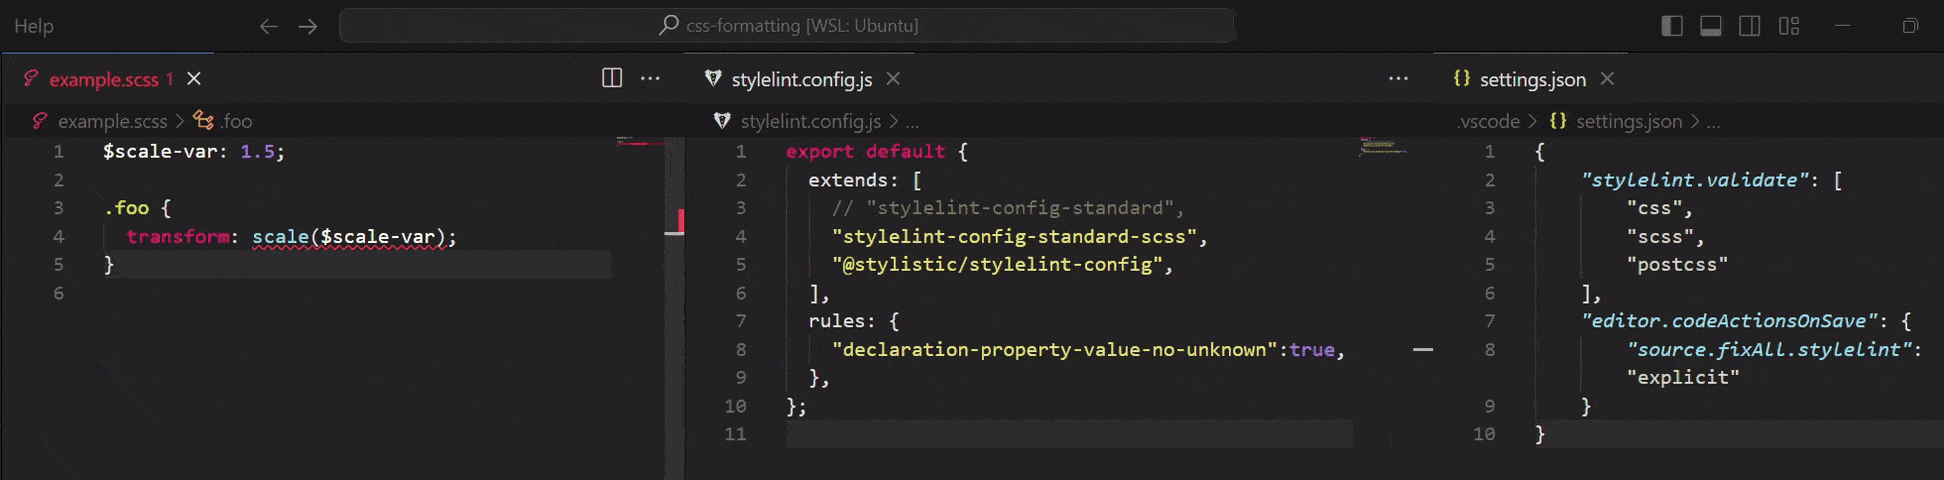 Help
css-formatting [WSL: Ubuntu]
example.scss 1
example.scss > .foo
1 $scale-var: 1.5;
2
3 .foo {
4 transform: scale($scale-var);
5 }
6
stylelint.config.js
stylelint.config.js > ...
1 export default {
2 extends: [
3 // "stylelint-config-standard",
4 "stylelint-config-standard-scss",
5 "@stylistic/stylelint-config",
6 ],
7 rules: {
8 "declaration-property-value-no-unknown":true,
9 },
10 };
11
{} settings.json
.vscode > {} settings.json > ...
1 {
2 "stylelint.validate": [
3 "css",
4 "scss",
5 "postcss"
6 ],
7 "editor.codeActionsOnSave": {
8 "source.fixAll.stylelint":
"explicit"
9 }
10 }